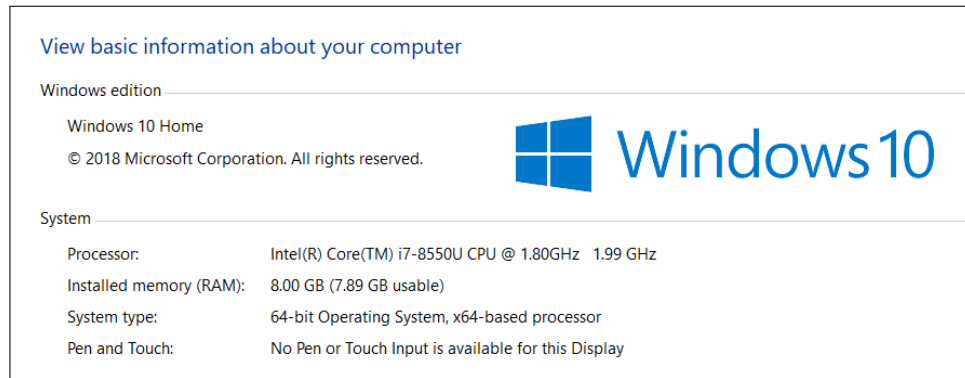 View basic information about your computer
Windows edition
Windows 10 Home
© 2018 Microsoft Corporation. All rights reserved.
Windows 10
System
Processor: Intel(R) Core(TM) i7-8550U CPU @ 1.80GHz 1.99 GHz
Installed memory (RAM): 8.00 GB (7.89 GB usable)
System type: 64-bit Operating System, x64-based processor
Pen and Touch: No Pen or Touch Input is available for this Display